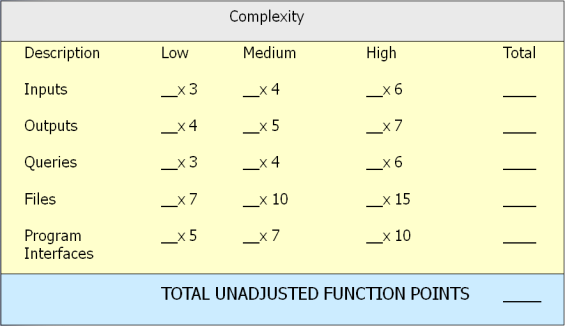 Complexity
Description Low Medium High Total
Inputs __x 3 __x 4 __x 6 ____
Outputs __x 4 __x 5 __x 7 ____
Queries __x 3 __x 4 __x 6 ____
Files __x 7 __x 10 __x 15 ____
Program __x 5 __x 7 __x 10 ____
Interfaces
TOTAL UNADJUSTED FUNCTION POINTS ____